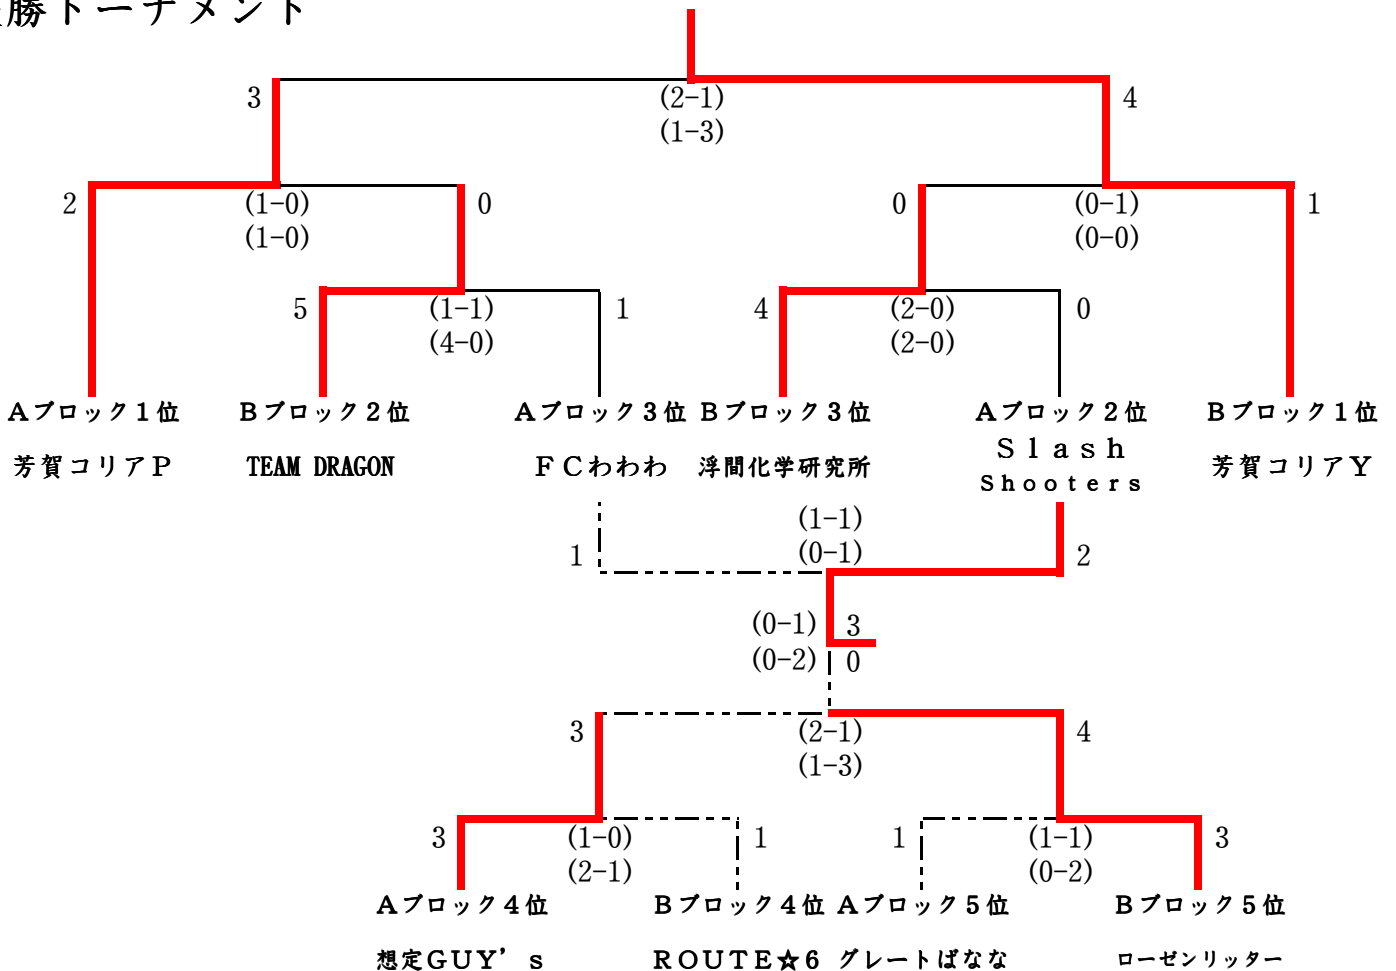 勝トーナメント
3
(2-1)
4
(1-3)
2
(1-0)
0
0
(0-1)
1
(1-0)
(0-0)
5
(1-1)
1
4
(2-0)
0
(4-0)
(2-0)
Aブロック1位
Bブロック2位
Aブロック3位
Bブロック3位
Aブロック2位
Bブロック1位
芳賀コリアP
TEAM DRAGON
FCわわわ
浮間化学研究所
Slash
Shooters
芳賀コリアY
(1-1)
1
(0-1)
2
(0-1)
3
(0-2)
0
3
(2-1)
4
(1-3)
3
(1-0)
1
1
(1-1)
3
(2-1)
(0-2)
Aブロック4位
Bブロック4位
Aブロック5位
Bブロック5位
想定GUY's
ROUTE☆6
グレートばなな
ローゼンリッター